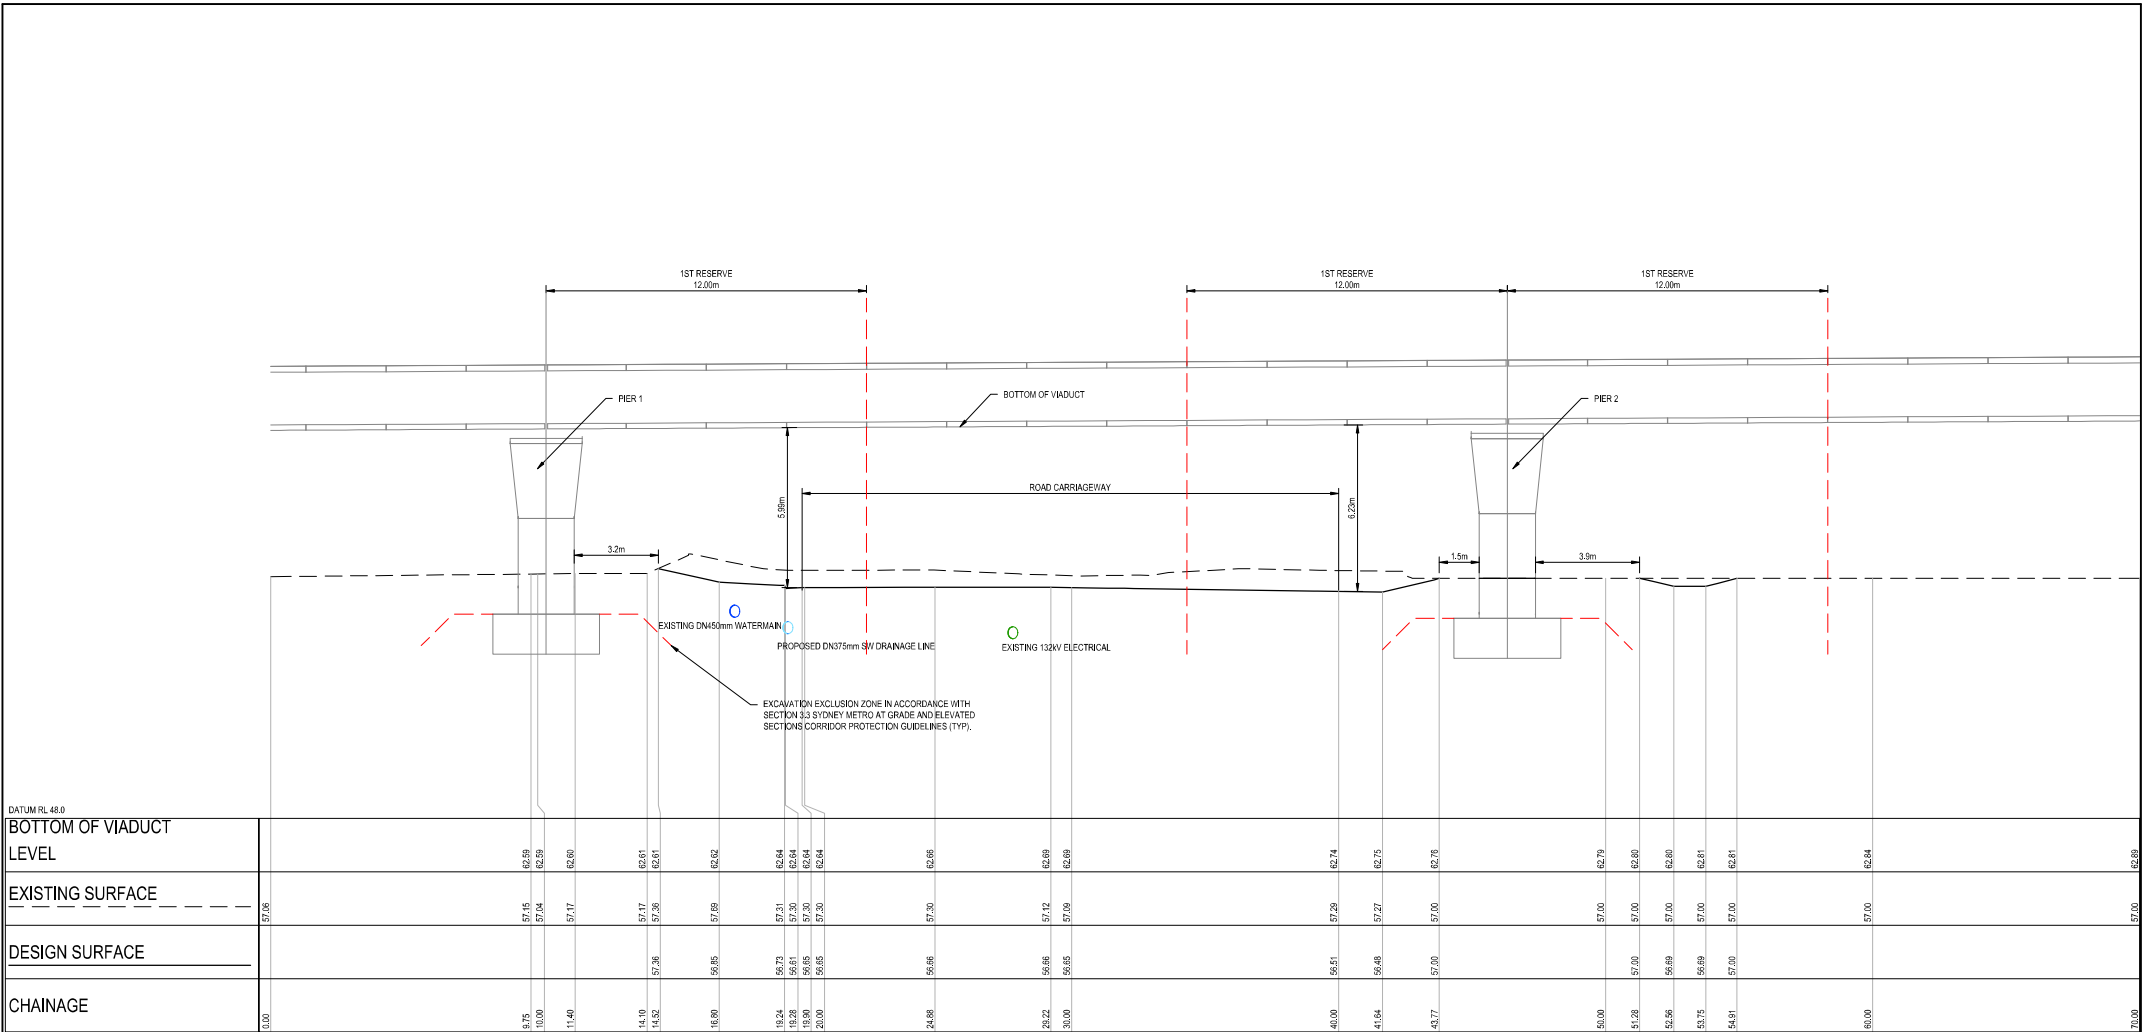 1ST RESERVE
12.00m
1ST RESERVE
12.00m
1ST RESERVE
12.00m
PIER 1
BOTTOM OF VIADUCT
PIER 2
ROAD CARRIAGEWAY
5.99m
6.23m
3.2m
1.5m
3.9m
EXISTING DN450mm WATERMAIN
PROPOSED DN375mm SW DRAINAGE LINE
EXISTING 132kV ELECTRICAL
EXCAVATION EXCLUSION ZONE IN ACCORDANCE WITH
SECTION 3.3 SYDNEY METRO AT GRADE AND ELEVATED
SECTIONS CORRIDOR PROTECTION GUIDELINES (TYP).
DATUM RL 48.0
BOTTOM OF VIADUCT
LEVEL
62.59 62.59 62.60 62.61 62.61 62.62 62.64 62.64 62.64 62.64 62.66 62.69 62.69 62.74 62.75 62.76 62.79 62.80 62.80 62.81 62.81 62.84 62.89
EXISTING SURFACE
57.06 57.15 57.04 57.17 57.17 57.36 57.69 57.31 57.30 57.30 57.30 57.30 57.12 57.09 57.29 57.27 57.00 57.00 57.00 57.00 57.00 57.00 57.00 57.00
DESIGN SURFACE
57.36 56.85 56.73 56.61 56.65 56.65 56.66 56.66 56.65 56.51 56.48 57.00 57.00 56.69 56.69 57.00
CHAINAGE
0.00 9.75 10.00 11.40 14.10 14.52 16.80 19.24 19.28 19.90 20.00 24.88 29.22 30.00 40.00 41.64 43.77 50.00 51.28 52.56 53.75 54.91 60.00 70.00